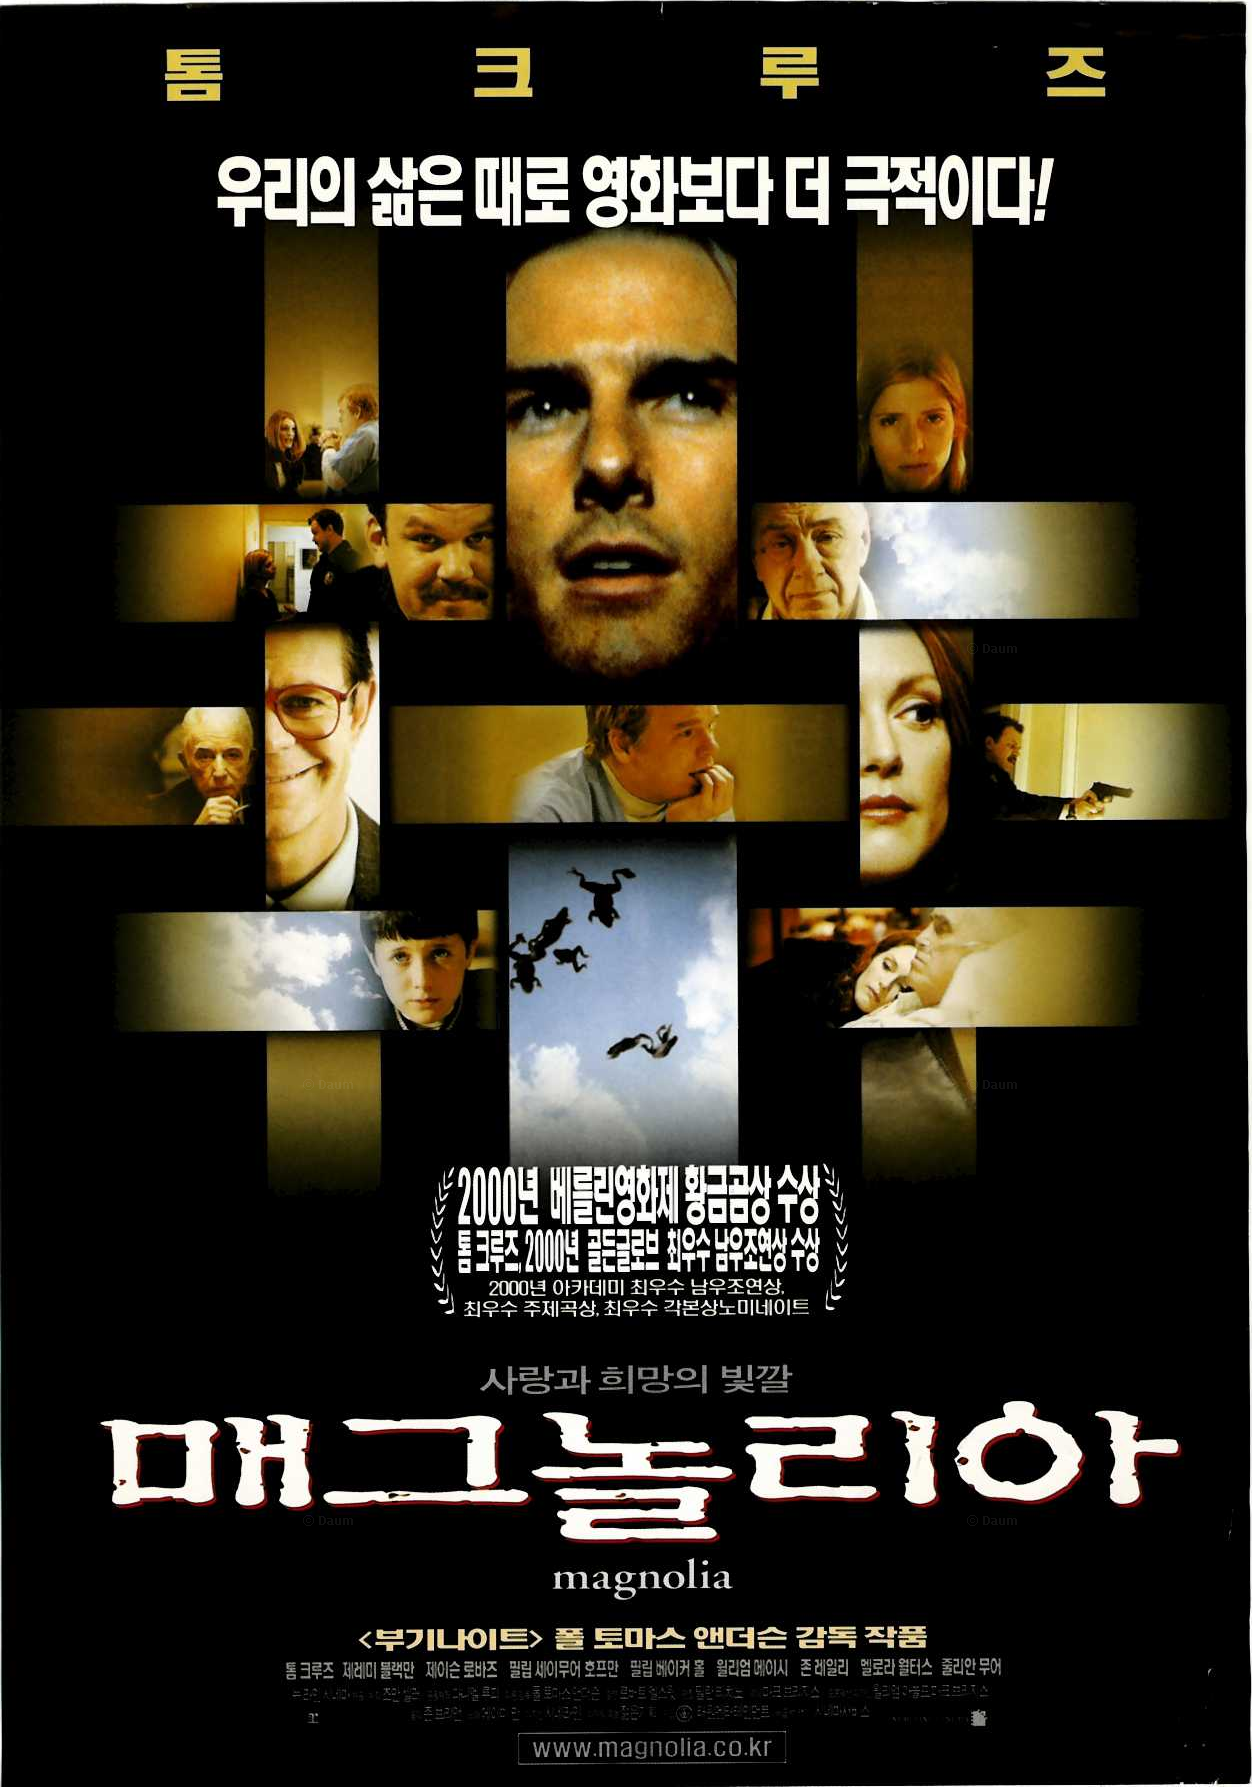 톰 크 루 즈
우리의 삶은 때로 영화보다 더 극적이다!
© Daum
© Daum
© Daum
2000년 베를린영화제 황금곰상 수상
톰 크루즈, 2000년 골든글로브 최우수 남우조연상 수상
2000년 아카데미 최우수 남우조연상,
최우수 주제곡상, 최우수 각본상노미네이트
사랑과 희망의 빛깔
매그놀리아
© Daum
© Daum
magnolia
<부기나이트> 폴 토마스 앤더슨 감독 작품
톰 크루즈 제레미 블랙만 제이슨 로바즈 필립 세이무어 호프만 필립 베이커 홀 윌리엄 메이시 존 레일리 멜로라 월터스 줄리안 무어
www.magnolia.co.kr